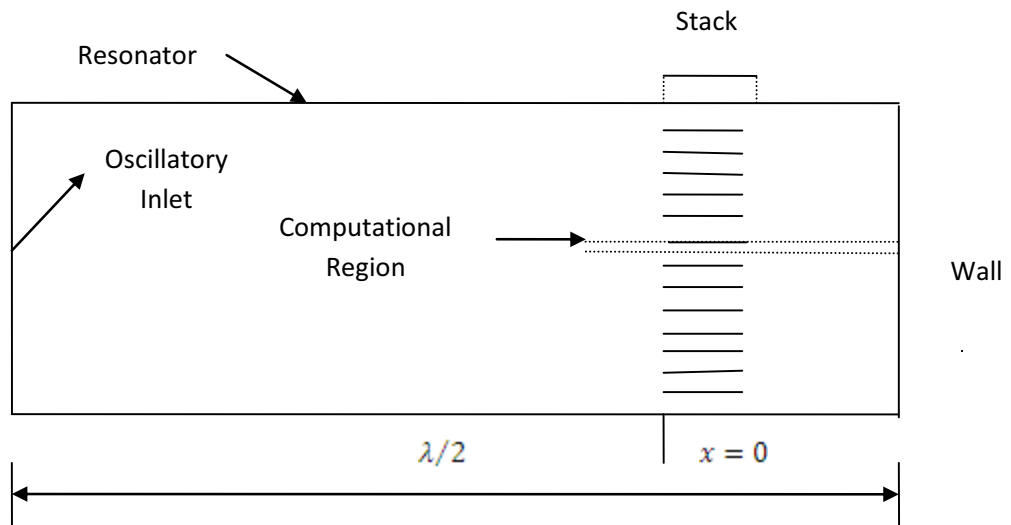 Stack
Resonator
Oscillatory
Inlet
Computational
Region
Wall
.
λ/2
x = 0